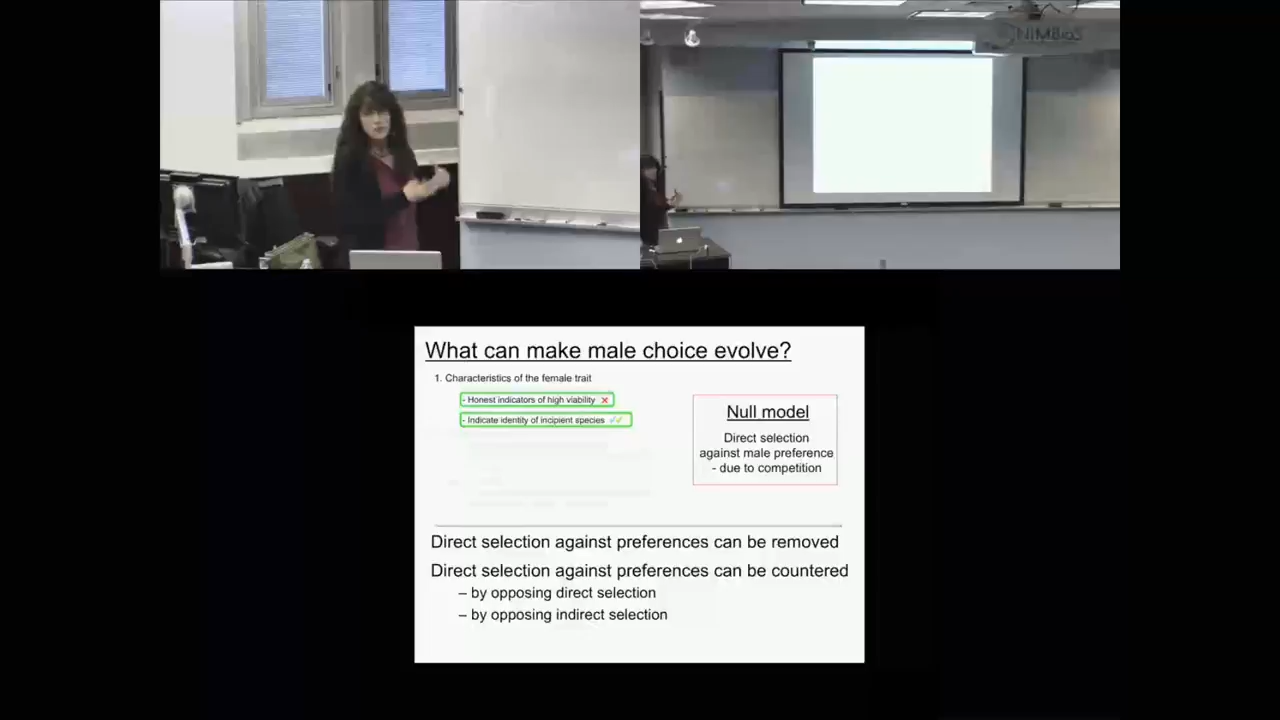 NIMBioS
What can make male choice evolve?
1. Characteristics of the female trait
- Honest indicators of high viability ✗
- Indicate identity of incipient species ✓✓
Null model
Direct selection
against male preference
- due to competition
Direct selection against preferences can be removed
Direct selection against preferences can be countered
– by opposing direct selection
– by opposing indirect selection